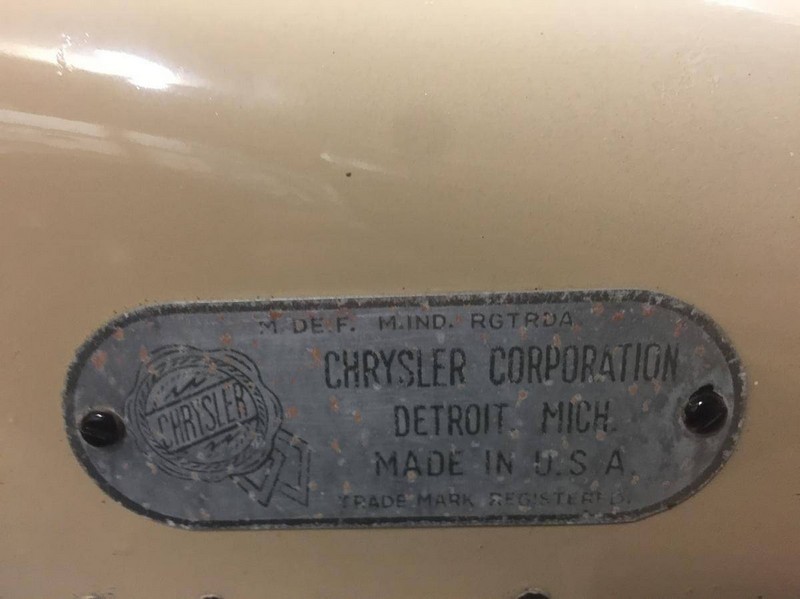 M. DE F. M.IND. RGTRDA
CHRYSLER CORPORATION
CHRYSLER
DETROIT. MICH.
MADE IN U.S A.
TRADE MARK REGISTERED.